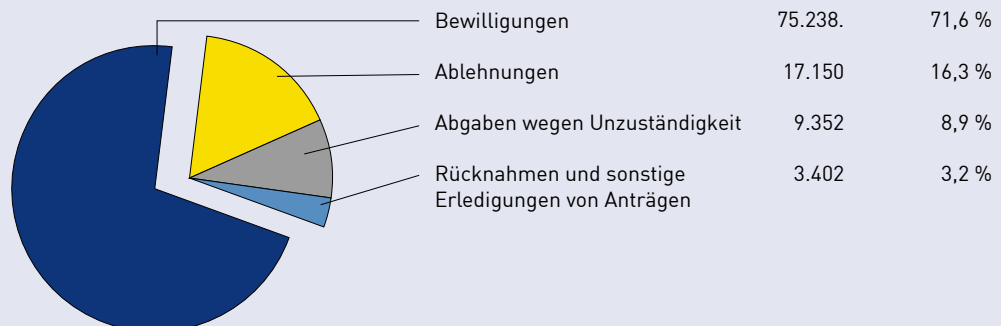 Bewilligungen 75.238. 71,6 %
Ablehnungen 17.150 16,3 %
Abgaben wegen Unzuständigkeit 9.352 8,9 %
Rücknahmen und sonstige 3.402 3,2 %
Erledigungen von Anträgen